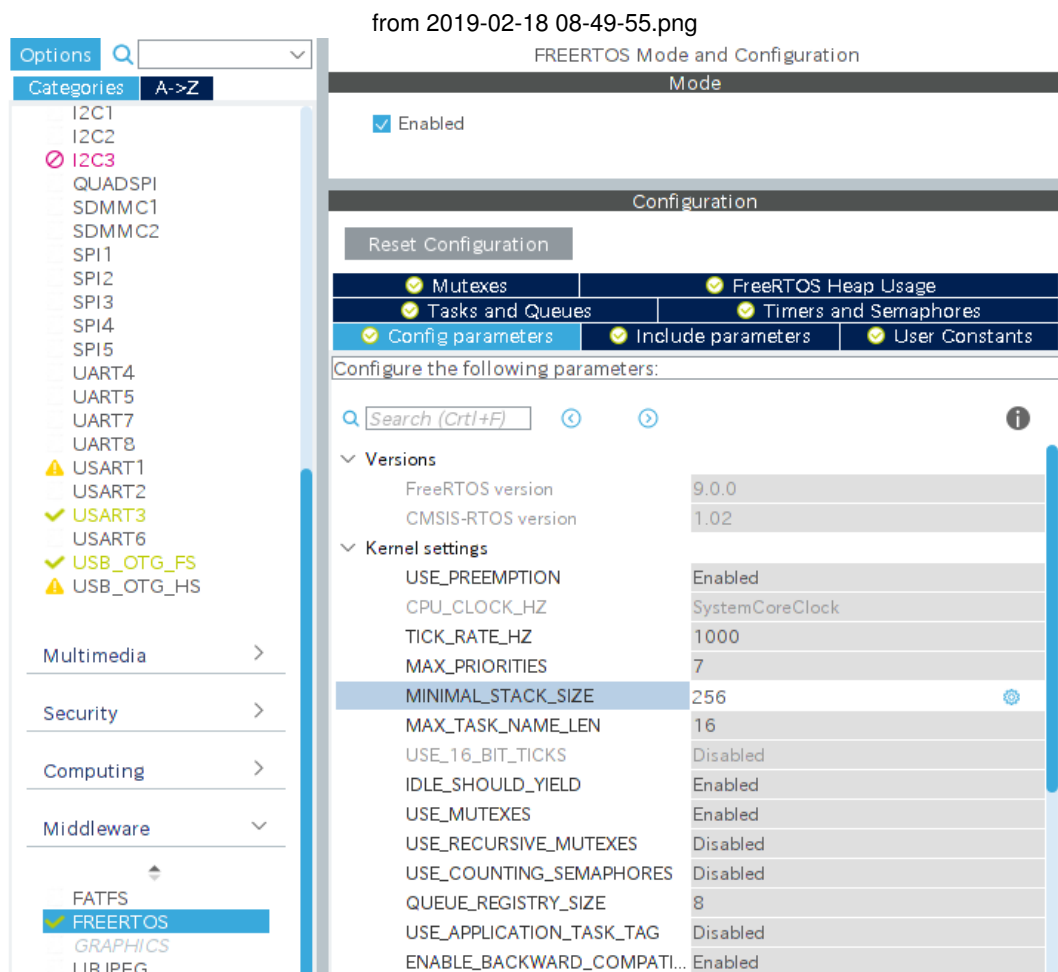 from 2019-02-18 08-49-55.png
Options
Categories
A->Z
I2C1
I2C2
I2C3
QUADSPI
SDMMC1
SDMMC2
SPI1
SPI2
SPI3
SPI4
SPI5
UART4
UART5
UART7
UART8
USART1
USART2
USART3
USART6
USB_OTG_FS
USB_OTG_HS
Multimedia
Security
Computing
Middleware
FATFS
FREERTOS
GRAPHICS
LIBJPEG
FREERTOS Mode and Configuration
Mode
Enabled
Configuration
Reset Configuration
Mutexes
FreeRTOS Heap Usage
Tasks and Queues
Timers and Semaphores
Config parameters
Include parameters
User Constants
Configure the following parameters:
Search (Crtl+F)
Versions
FreeRTOS version 9.0.0
CMSIS-RTOS version 1.02
Kernel settings
USE_PREEMPTION Enabled
CPU_CLOCK_HZ SystemCoreClock
TICK_RATE_HZ 1000
MAX_PRIORITIES 7
MINIMAL_STACK_SIZE 256
MAX_TASK_NAME_LEN 16
USE_16_BIT_TICKS Disabled
IDLE_SHOULD_YIELD Enabled
USE_MUTEXES Enabled
USE_RECURSIVE_MUTEXES Disabled
USE_COUNTING_SEMAPHORES Disabled
QUEUE_REGISTRY_SIZE 8
USE_APPLICATION_TASK_TAG Disabled
ENABLE_BACKWARD_COMPATI... Enabled